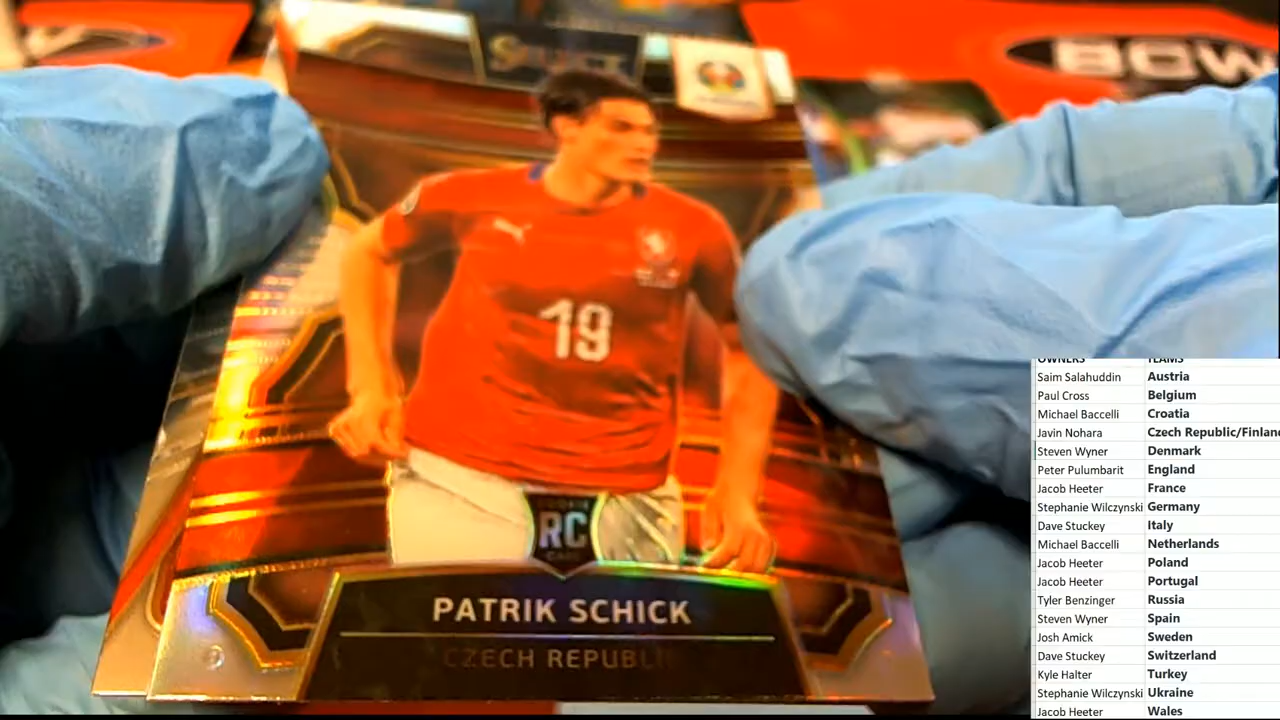 SELECT
BCW
19
ROOKIE
RC
CARD
PATRIK SCHICK
CZECH REPUBLIC
OWNERS TEAMS
Saim Salahuddin Austria
Paul Cross Belgium
Michael Baccelli Croatia
Javin Nohara Czech Republic/Finland
Steven Wyner Denmark
Peter Pulumbarit England
Jacob Heeter France
Stephanie Wilczynski Germany
Dave Stuckey Italy
Michael Baccelli Netherlands
Jacob Heeter Poland
Jacob Heeter Portugal
Tyler Benzinger Russia
Steven Wyner Spain
Josh Amick Sweden
Dave Stuckey Switzerland
Kyle Halter Turkey
Stephanie Wilczynski Ukraine
Jacob Heeter Wales